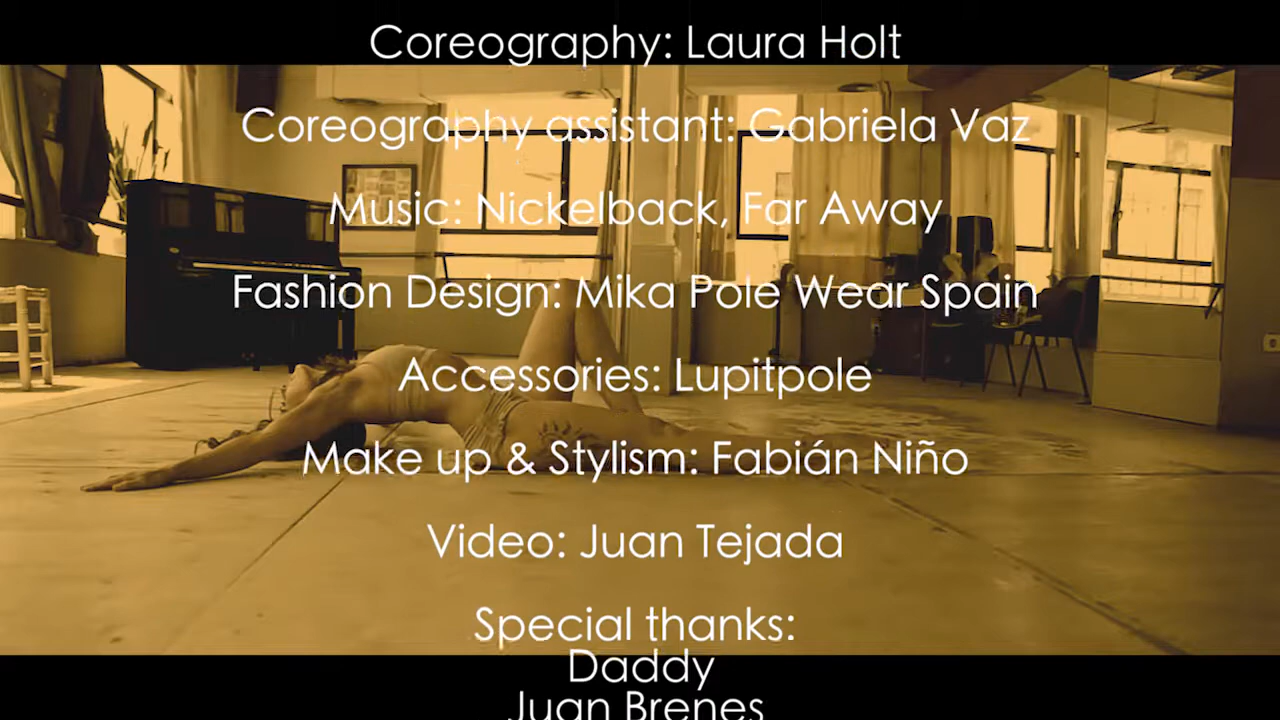 Coreography: Laura Holt
Coreography assistant: Gabriela Vaz
Music: Nickelback, Far Away
Fashion Design: Mika Pole Wear Spain
Accessories: Lupitpole
Make up & Stylism: Fabián Niño
Video: Juan Tejada
Special thanks:
Daddy
Juan Brenes